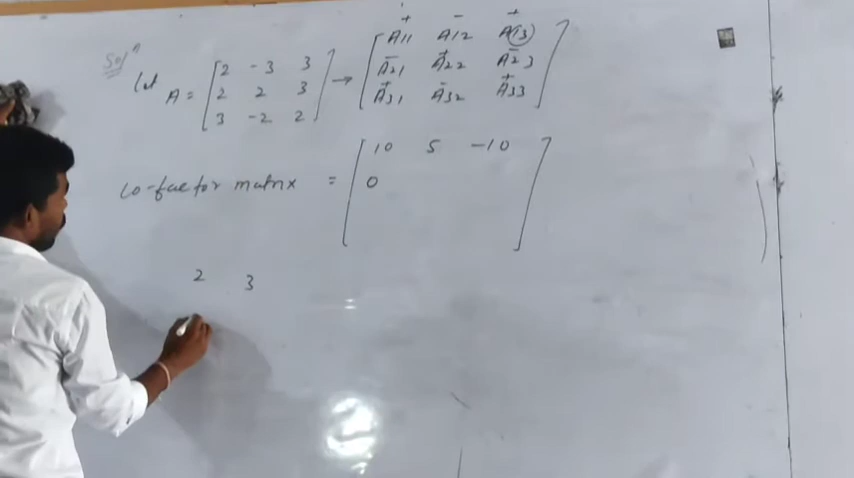 Solⁿ
Let A = [2 -3 3 → [A11 A12 A13
2 2 3 A21 A22 A23
3 -2 2] A31 A32 A33]
+ - +
- + -
+ - +
co-factor matrix = [10 5 -10
0 ]
2 3